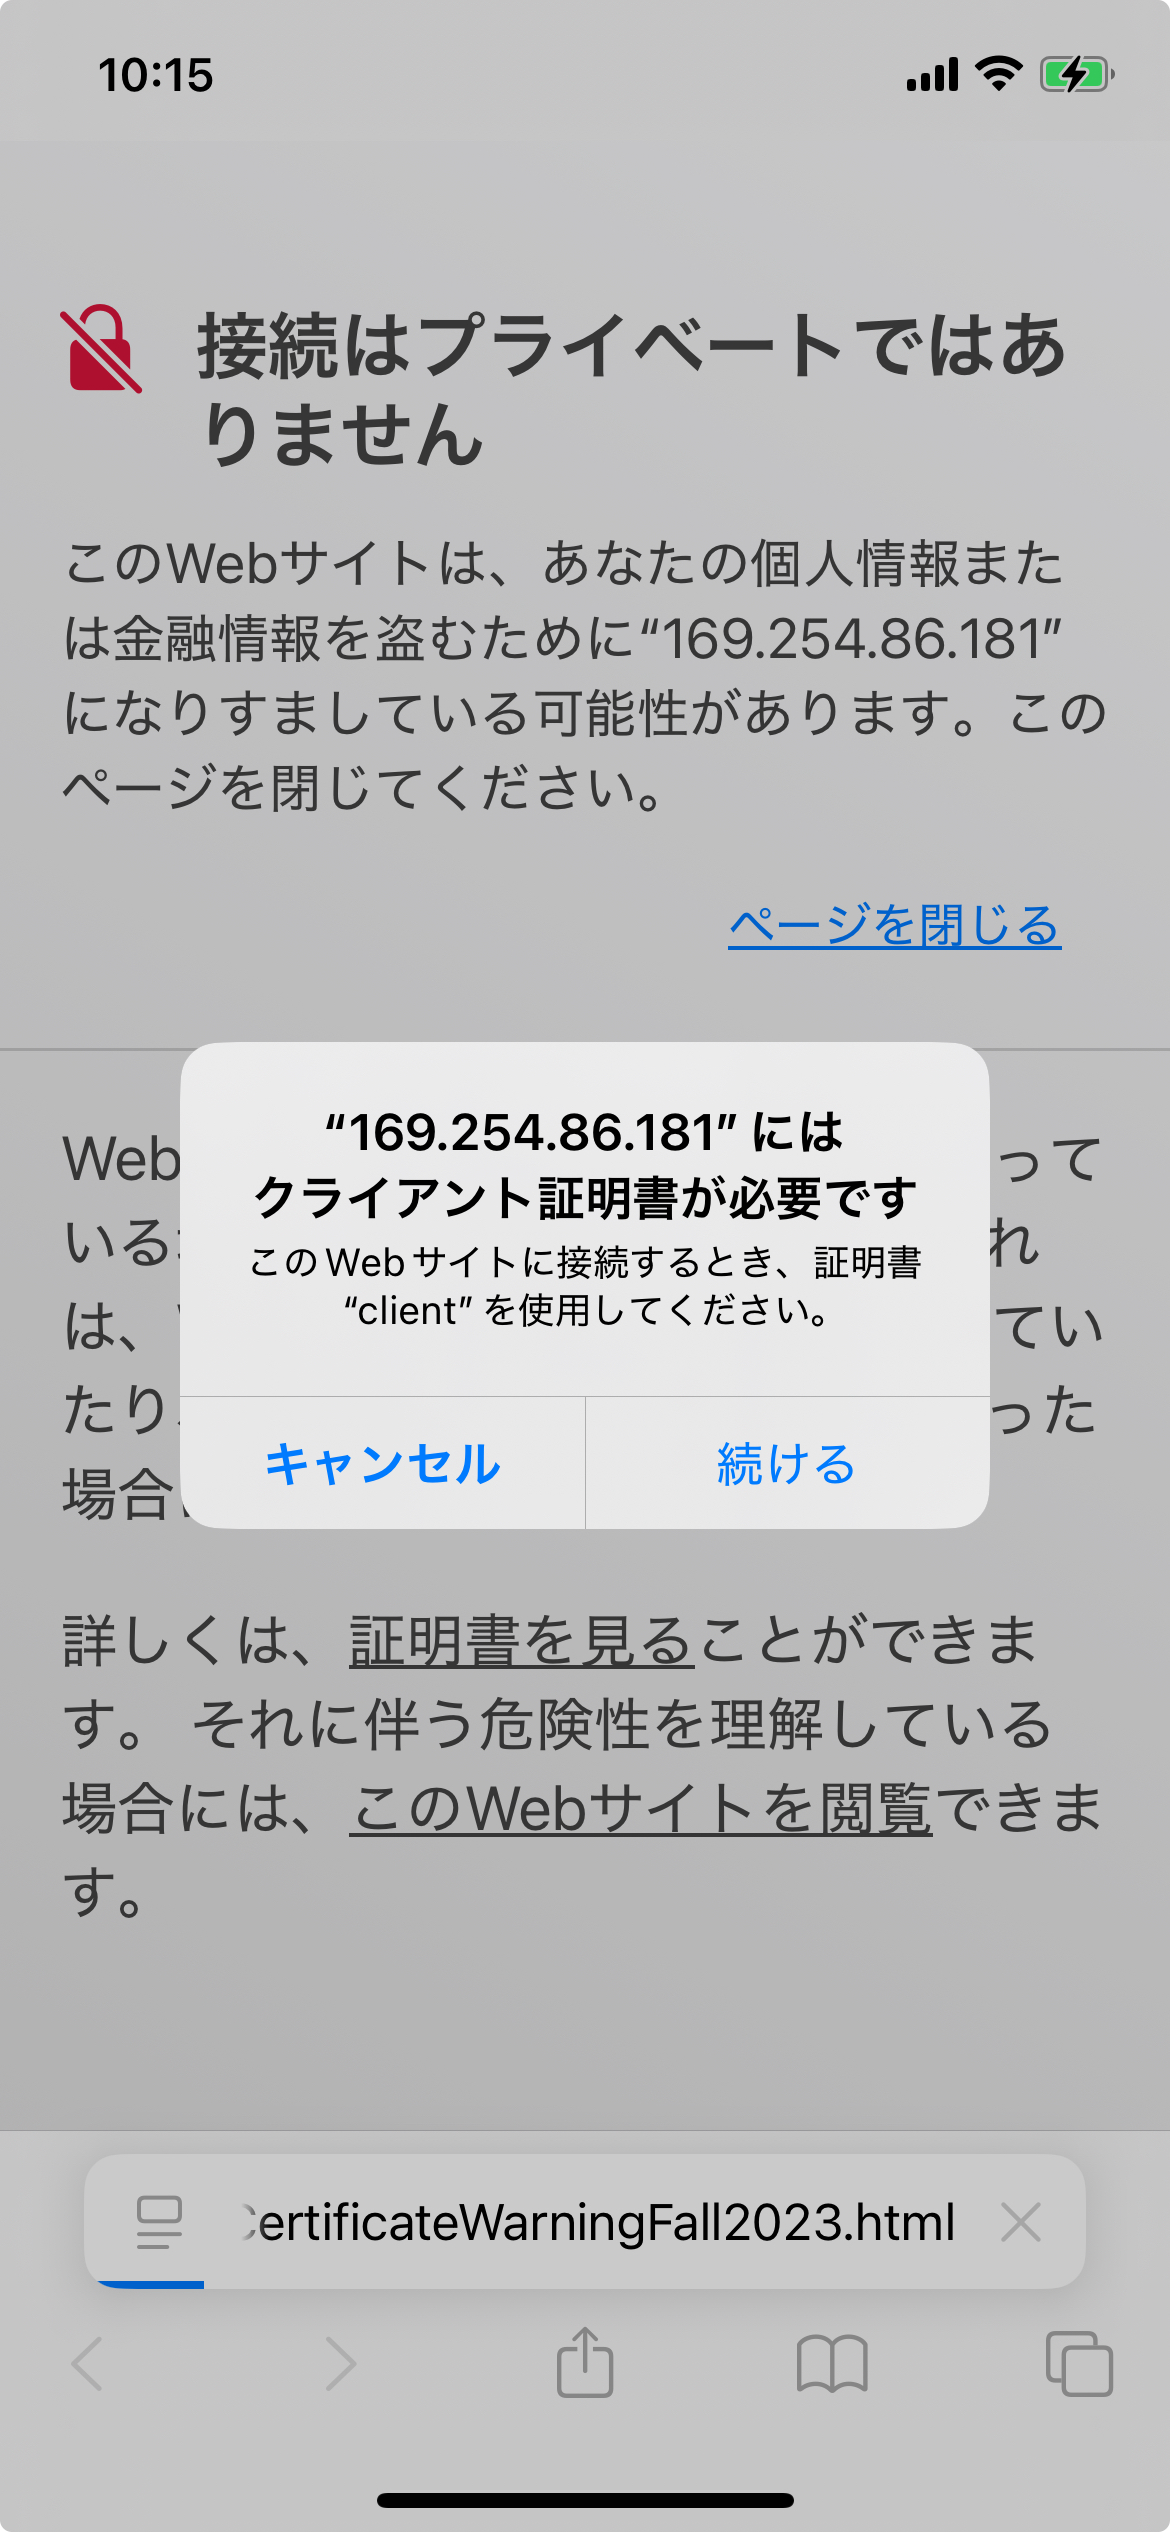 10:15
接続はプライベートではあ
りません
このWebサイトは、あなたの個人情報また
は金融情報を盗むために“169.254.86.181”
になりすましている可能性があります。この
ページを閉じてください。
ページを閉じる
“169.254.86.181” には
クライアント証明書が必要です
このWebサイトに接続するとき、証明書
“client” を使用してください。
キャンセル
続ける
Web
って
いる
れ
は、
てい
たり
った
場合
詳しくは、証明書を見ることができま
す。 それに伴う危険性を理解している
場合には、このWebサイトを閲覧できま
す。
ertificateWarningFall2023.html